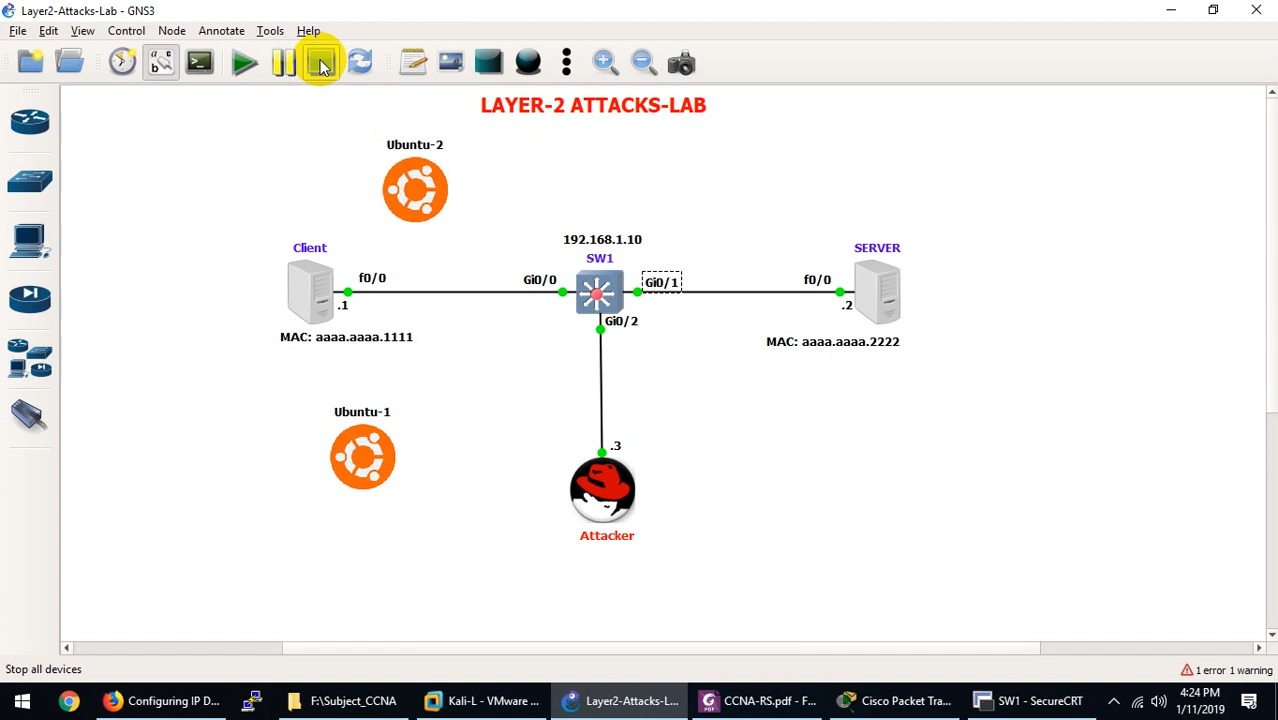 Layer2-Attacks-Lab - GNS3
File Edit View Control Node Annotate Tools Help
a b c
LAYER-2 ATTACKS-LAB
Ubuntu-2
192.168.1.10
Client
SW1
SERVER
f0/0
Gi0/0
Gi0/1
f0/0
.1
.2
Gi0/2
MAC: aaaa.aaaa.1111
MAC: aaaa.aaaa.2222
Ubuntu-1
.3
Attacker
Stop all devices
1 error 1 warning
Configuring IP D...
F:\Subject_CCNA
Kali-L - VMware ...
Layer2-Attacks-L...
CCNA-RS.pdf - F...
Cisco Packet Tra...
SW1 - SecureCRT
4:24 PM
1/11/2019